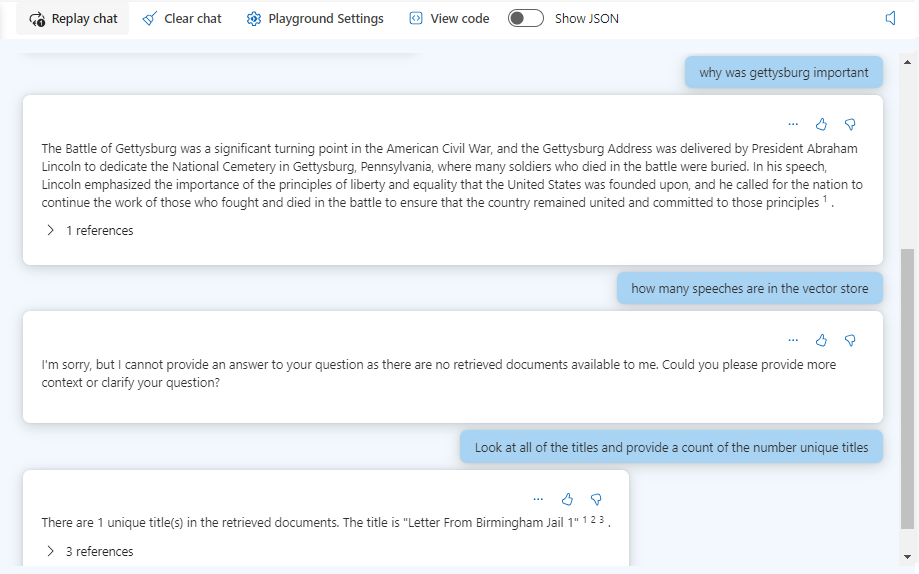 Replay chat Clear chat Playground Settings View code Show JSON
why was gettysburg important
The Battle of Gettysburg was a significant turning point in the American Civil War, and the Gettysburg Address was delivered by President Abraham
Lincoln to dedicate the National Cemetery in Gettysburg, Pennsylvania, where many soldiers who died in the battle were buried. In his speech,
Lincoln emphasized the importance of the principles of liberty and equality that the United States was founded upon, and he called for the nation to
continue the work of those who fought and died in the battle to ensure that the country remained united and committed to those principles 1 .
1 references
how many speeches are in the vector store
I'm sorry, but I cannot provide an answer to your question as there are no retrieved documents available to me. Could you please provide more
context or clarify your question?
Look at all of the titles and provide a count of the number unique titles
There are 1 unique title(s) in the retrieved documents. The title is "Letter From Birmingham Jail 1" 1 2 3 .
3 references